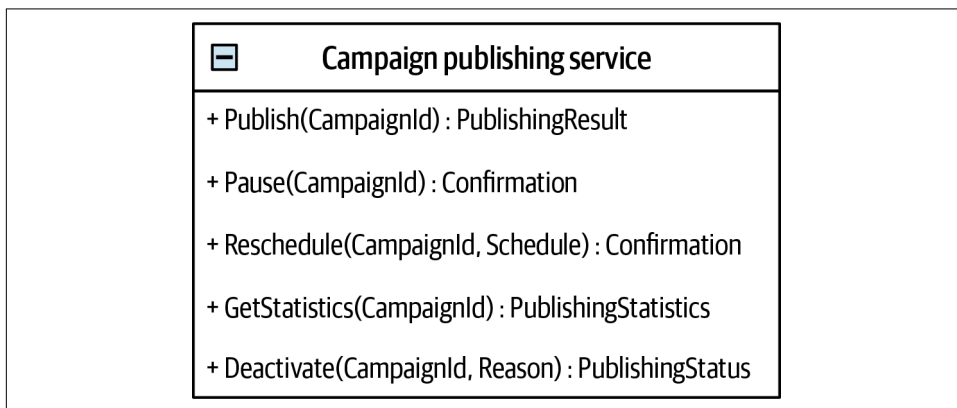 Campaign publishing service
+ Publish(CampaignId) : PublishingResult
+ Pause(CampaignId) : Confirmation
+ Reschedule(CampaignId, Schedule) : Confirmation
+ GetStatistics(CampaignId) : PublishingStatistics
+ Deactivate(CampaignId, Reason) : PublishingStatus